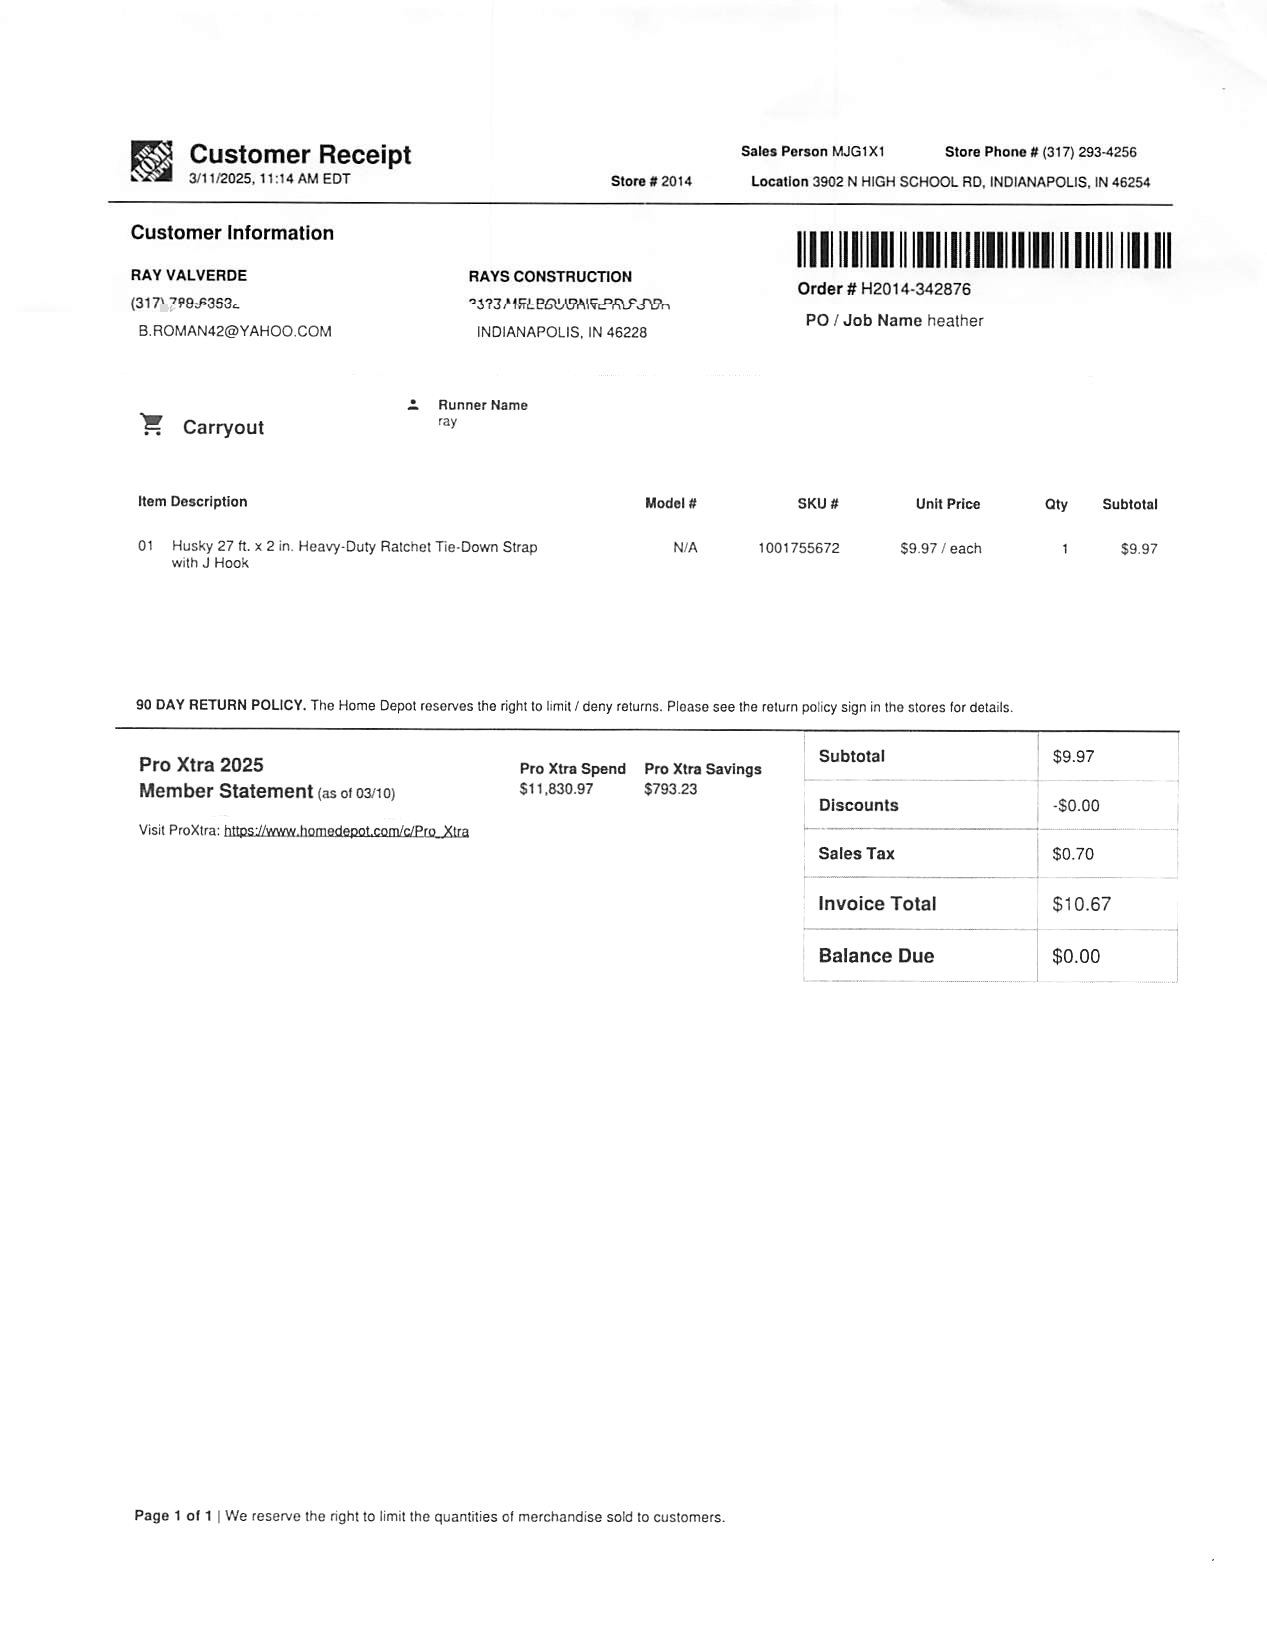 THE HOME DEPOT
Customer Receipt
3/11/2025, 11:14 AM EDT
Sales Person MJG1X1 Store Phone # (317) 293-4256
Store # 2014 Location 3902 N HIGH SCHOOL RD, INDIANAPOLIS, IN 46254
Customer Information
RAY VALVERDE
(317)
B.ROMAN42@YAHOO.COM
RAYS CONSTRUCTION
INDIANAPOLIS, IN 46228
Order # H2014-342876
PO / Job Name heather
Carryout
Runner Name
ray
Item Description Model # SKU # Unit Price Qty Subtotal
01 Husky 27 ft. x 2 in. Heavy-Duty Ratchet Tie-Down Strap N/A 1001755672 $9.97 / each 1 $9.97
with J Hook
90 DAY RETURN POLICY. The Home Depot reserves the right to limit / deny returns. Please see the return policy sign in the stores for details.
Pro Xtra 2025
Member Statement (as of 03/10)
Pro Xtra Spend Pro Xtra Savings
$11,830.97 $793.23
Visit ProXtra: https://www.homedepot.com/c/Pro_Xtra
Subtotal $9.97
Discounts -$0.00
Sales Tax $0.70
Invoice Total $10.67
Balance Due $0.00
Page 1 of 1 | We reserve the right to limit the quantities of merchandise sold to customers.